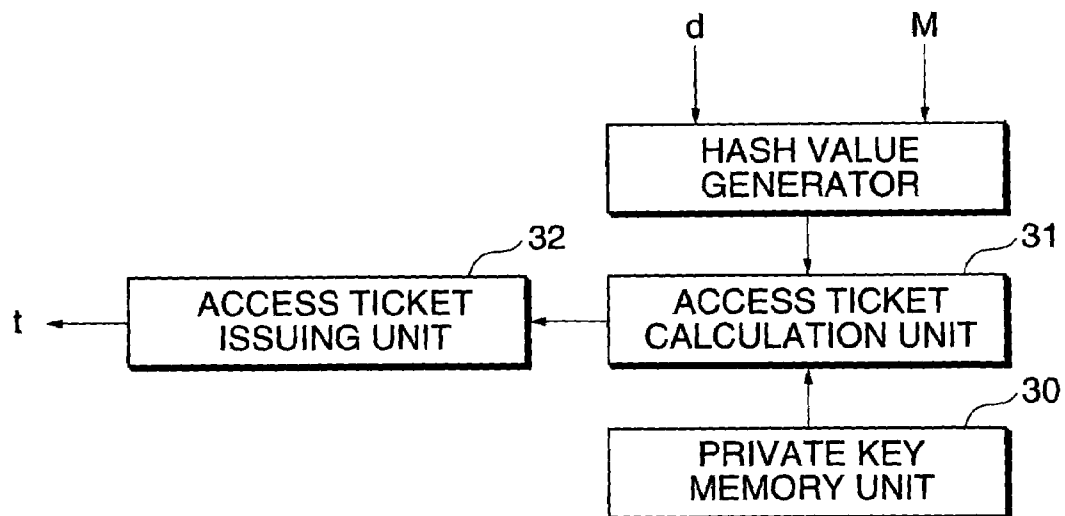 d
M
HASH VALUE
GENERATOR
32
31
t
ACCESS TICKET
ISSUING UNIT
ACCESS TICKET
CALCULATION UNIT
30
PRIVATE KEY
MEMORY UNIT